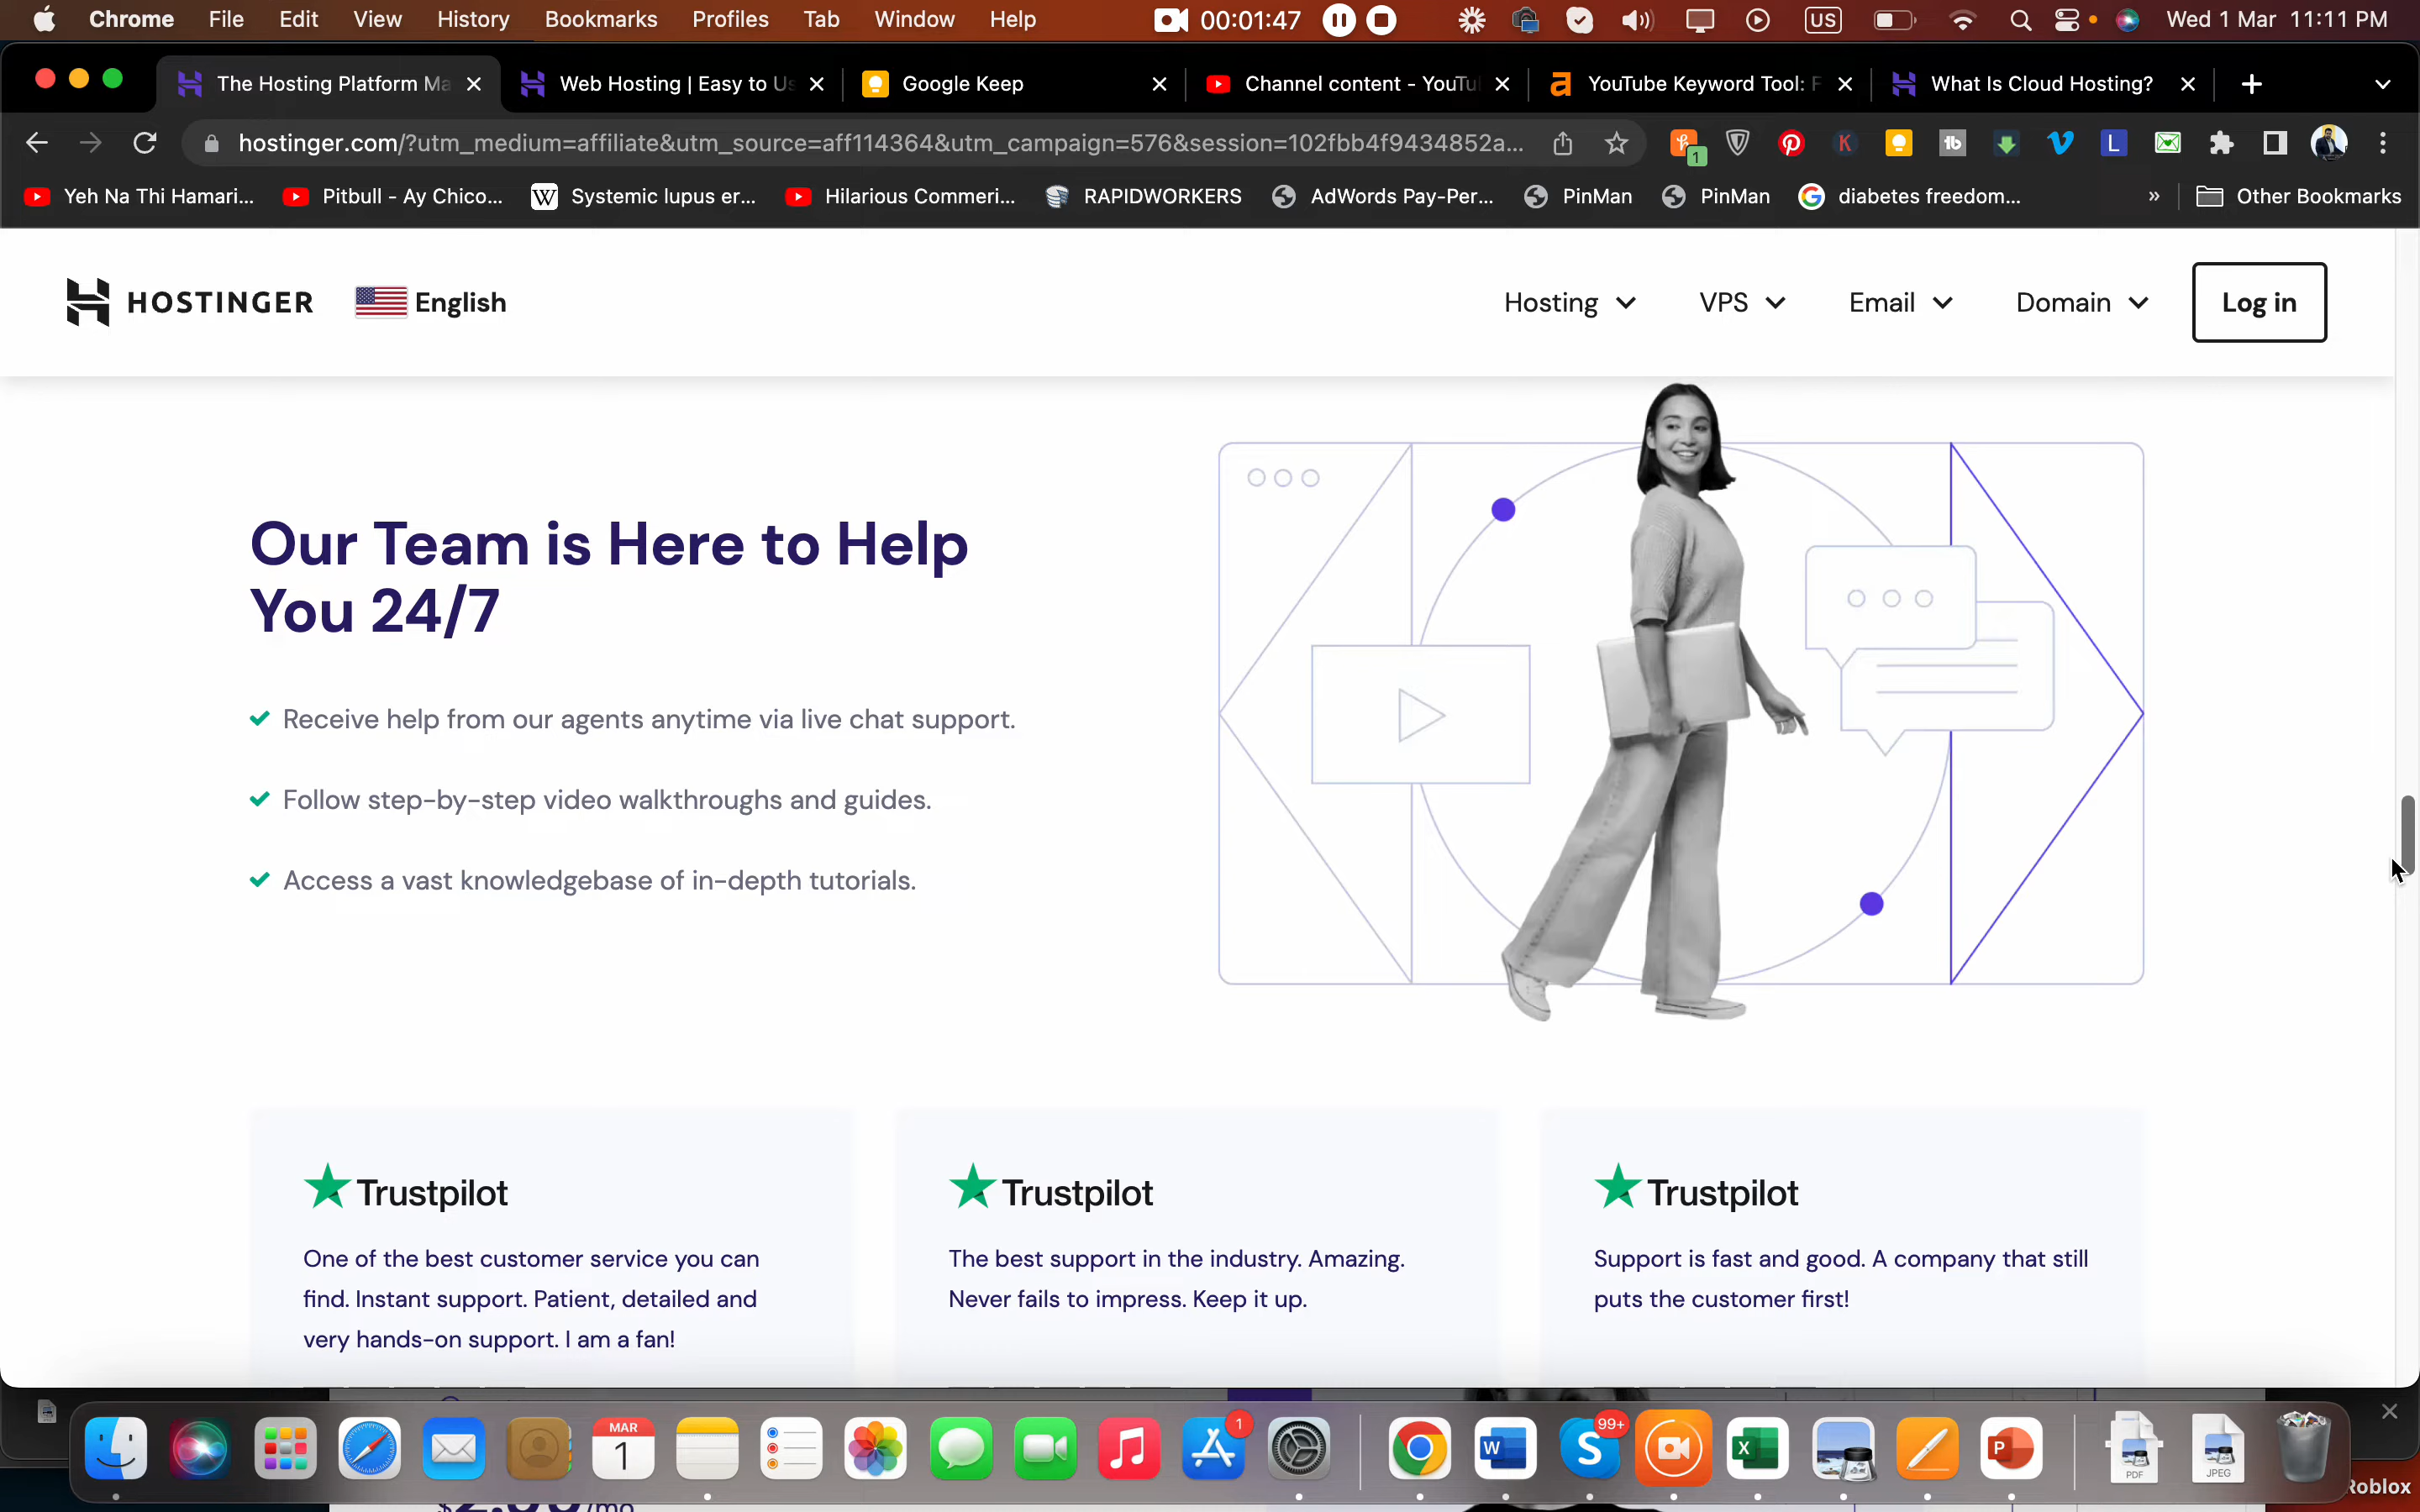 Chrome File Edit View History Bookmarks Profiles Tab Window Help 00:01:47 US Wed 1 Mar 11:11 PM
The Hosting Platform Ma Web Hosting | Easy to Us Google Keep Channel content - YouTu YouTube Keyword Tool: F What Is Cloud Hosting?
hostinger.com/?utm_medium=affiliate&utm_source=aff114364&utm_campaign=576&session=102fbb4f9434852a... 1 K tb L
Yeh Na Thi Hamari... Pitbull - Ay Chico... W Systemic lupus er... Hilarious Commeri... RAPIDWORKERS AdWords Pay-Per... PinMan PinMan diabetes freedom... » Other Bookmarks
HOSTINGER English Hosting VPS Email Domain Log in
Our Team is Here to Help
You 24/7
Receive help from our agents anytime via live chat support.
Follow step-by-step video walkthroughs and guides.
Access a vast knowledgebase of in-depth tutorials.
Trustpilot
One of the best customer service you can
find. Instant support. Patient, detailed and
very hands-on support. I am a fan!
Trustpilot
The best support in the industry. Amazing.
Never fails to impress. Keep it up.
Trustpilot
Support is fast and good. A company that still
puts the customer first!
MAR
1
1
W
S
99+
X
P
PDF
JPEG
/mo
Roblox